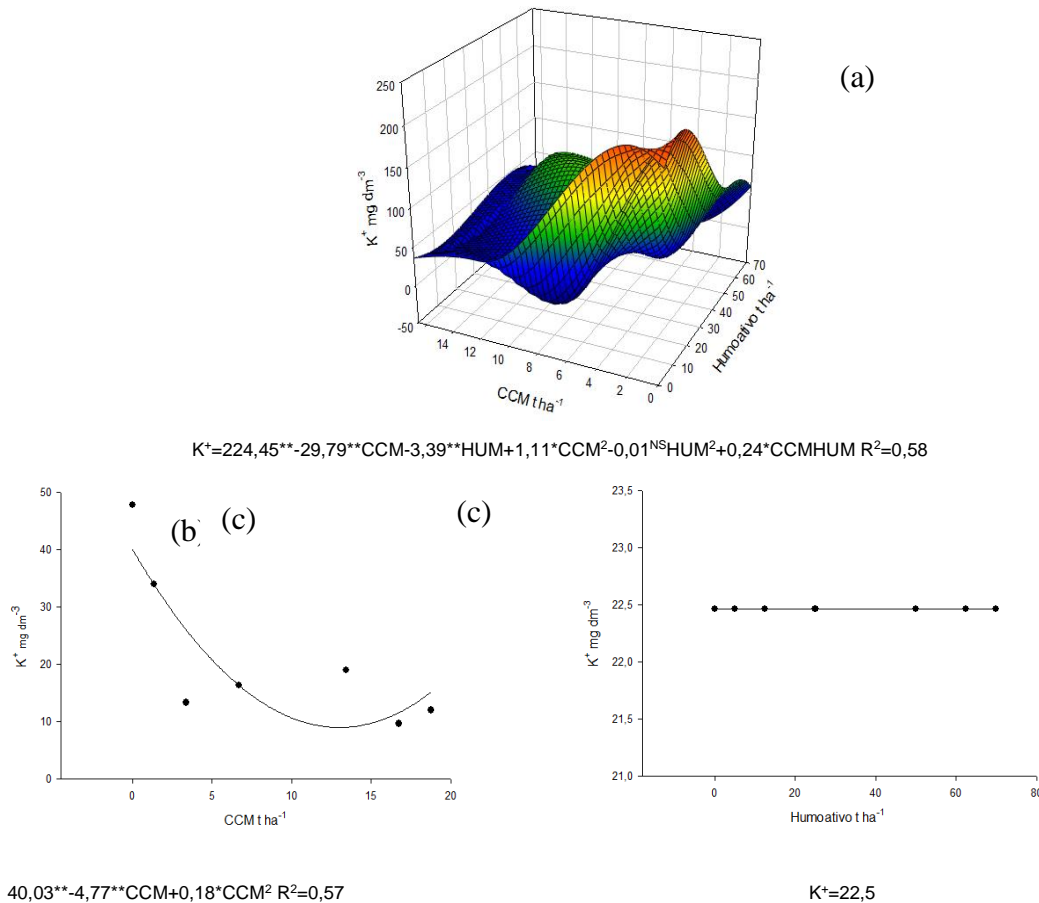 (a)
250
200
150
100
50
0
-50
K⁺ mg dm⁻³
14 12 10 8 6 4 2 0
CCM t ha⁻¹
0 10 20 30 40 50 60 70
Humoativo t ha⁻¹
K⁺=224,45**-29,79**CCM-3,39**HUM+1,11*CCM²-0,01ᴺˢHUM²+0,24*CCMHUM R²=0,58
(b) (c)
50
40
30
20
10
0
K⁺ mg dm⁻³
0 5 10 15 20
CCM t ha⁻¹
(c)
23,5
23,0
22,5
22,0
21,5
21,0
K⁺ mg dm⁻³
0 20 40 60 80
Humoativo t ha⁻¹
40,03**-4,77**CCM+0,18*CCM² R²=0,57
K⁺=22,5